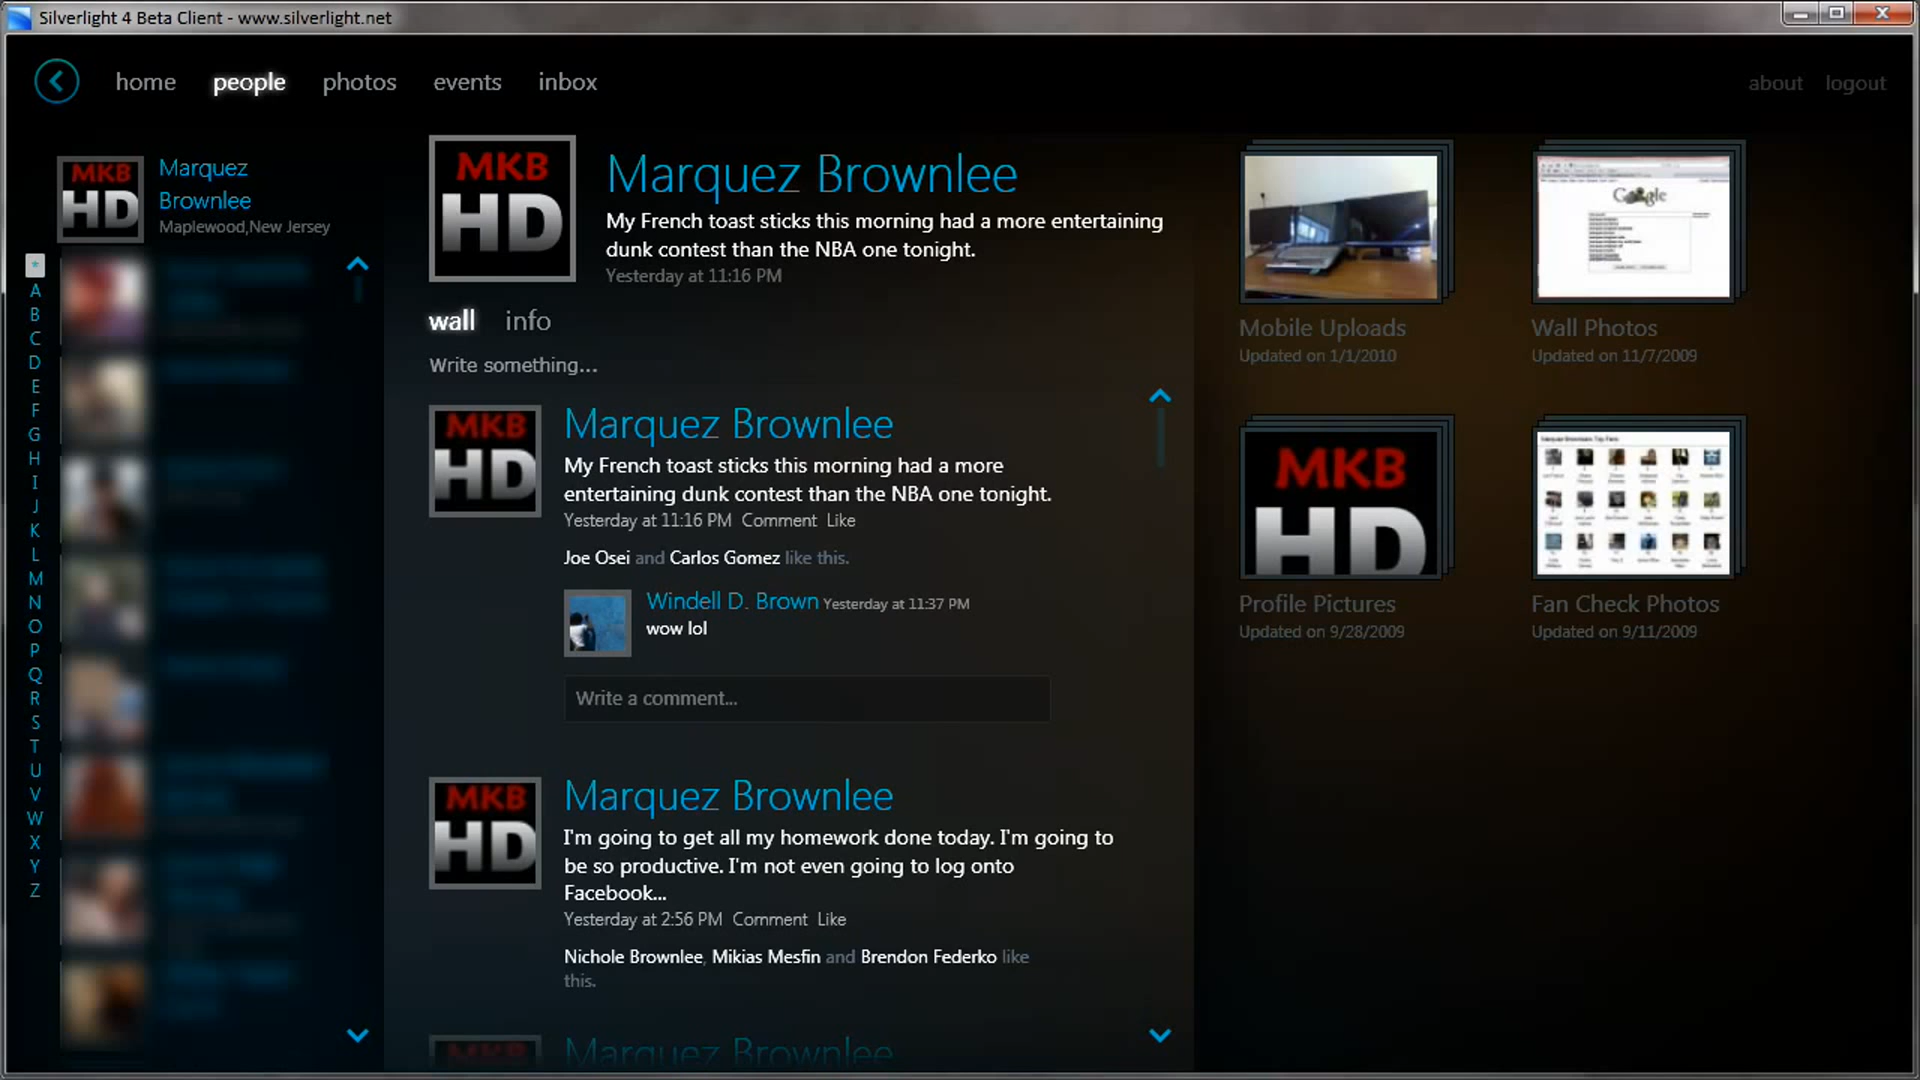 Silverlight 4 Beta Client - www.silverlight.net
home people photos events inbox
about logout
MKB
HD
Marquez
Brownlee
Maplewood,New Jersey
*
A
B
C
D
E
F
G
H
I
J
K
L
M
N
O
P
Q
R
S
T
U
V
W
X
Y
Z
MKB
HD
Marquez Brownlee
My French toast sticks this morning had a more entertaining
dunk contest than the NBA one tonight.
Yesterday at 11:16 PM
wall info
Write something...
MKB
HD
Marquez Brownlee
My French toast sticks this morning had a more
entertaining dunk contest than the NBA one tonight.
Yesterday at 11:16 PM Comment Like
Joe Osei and Carlos Gomez like this.
Windell D. Brown Yesterday at 11:37 PM
wow lol
Write a comment...
MKB
HD
Marquez Brownlee
I'm going to get all my homework done today. I'm going to
be so productive. I'm not even going to log onto
Facebook...
Yesterday at 2:56 PM Comment Like
Nichole Brownlee, Mikias Mesfin and Brendon Federko like
this.
MKB
Marquez Brownlee
Mobile Uploads
Updated on 1/1/2010
Google
Wall Photos
Updated on 11/7/2009
MKB
HD
Profile Pictures
Updated on 9/28/2009
Fan Check Photos
Updated on 9/11/2009